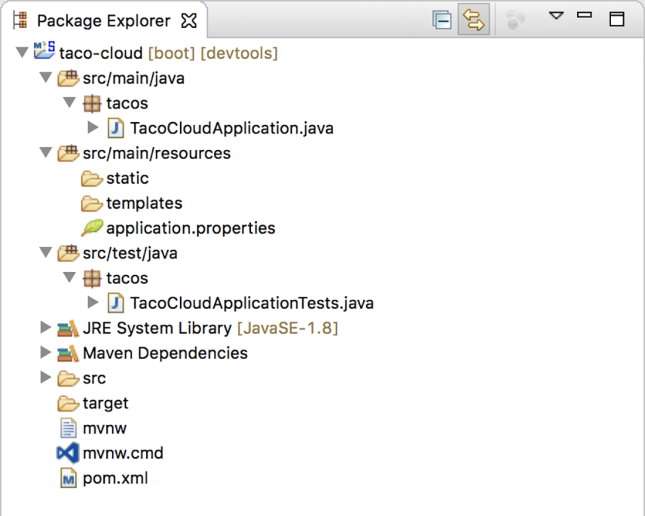 Package Explorer
taco-cloud [boot] [devtools]
src/main/java
tacos
TacoCloudApplication.java
src/main/resources
static
templates
application.properties
src/test/java
tacos
TacoCloudApplicationTests.java
JRE System Library [JavaSE-1.8]
Maven Dependencies
src
target
mvnw
mvnw.cmd
pom.xml